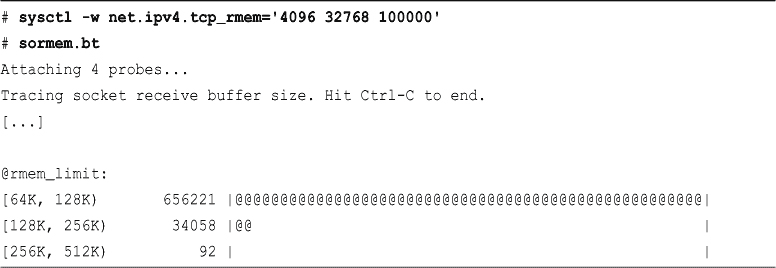 # sysctl -w net.ipv4.tcp_rmem='4096 32768 100000'
# sormem.bt
Attaching 4 probes...
Tracing socket receive buffer size. Hit Ctrl-C to end.
[...]
@rmem_limit:
[64K, 128K)       656221 |@@@@@@@@@@@@@@@@@@@@@@@@@@@@@@@@@@@@@@@@@@@@@@@@@@@@|
[128K, 256K)       34058 |@@                                                  |
[256K, 512K)          92 |                                                    |